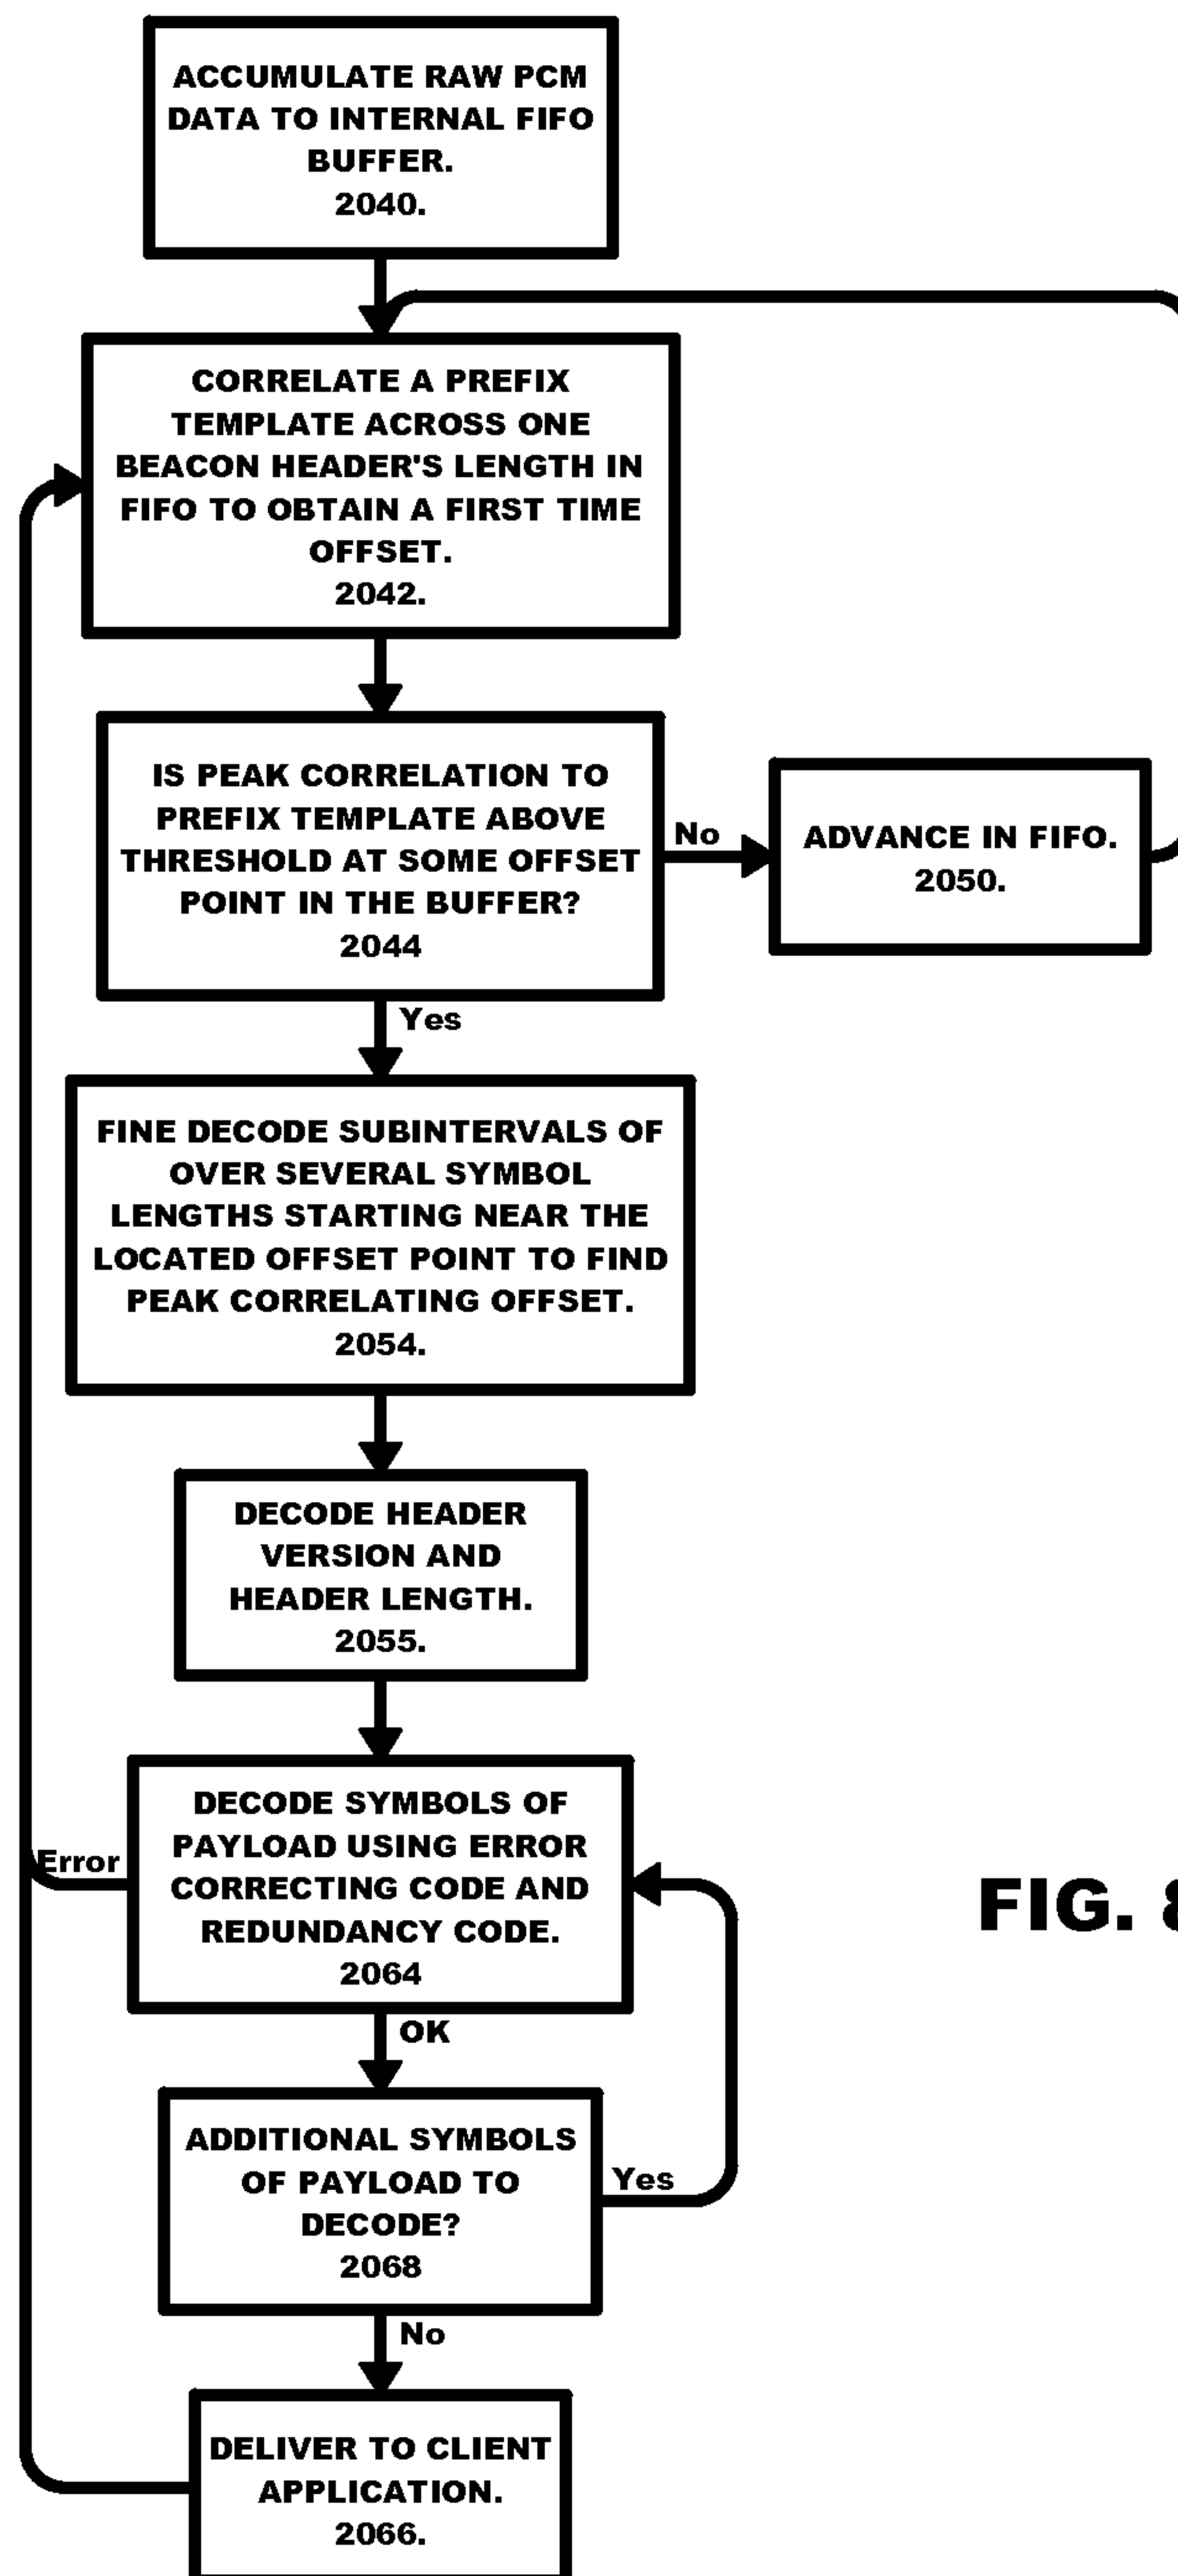 ACCUMULATE RAW PCM
DATA TO INTERNAL FIFO
BUFFER.
2040.
CORRELATE A PREFIX
TEMPLATE ACROSS ONE
BEACON HEADER'S LENGTH IN
FIFO TO OBTAIN A FIRST TIME
OFFSET.
2042.
IS PEAK CORRELATION TO
PREFIX TEMPLATE ABOVE
THRESHOLD AT SOME OFFSET
POINT IN THE BUFFER?
2044
No
ADVANCE IN FIFO.
2050.
Yes
FINE DECODE SUBINTERVALS OF
OVER SEVERAL SYMBOL
LENGTHS STARTING NEAR THE
LOCATED OFFSET POINT TO FIND
PEAK CORRELATING OFFSET.
2054.
DECODE HEADER
VERSION AND
HEADER LENGTH.
2055.
DECODE SYMBOLS OF
PAYLOAD USING ERROR
CORRECTING CODE AND
REDUNDANCY CODE.
2064
Error
FIG. 8
OK
ADDITIONAL SYMBOLS
OF PAYLOAD TO
DECODE?
2068
Yes
No
DELIVER TO CLIENT
APPLICATION.
2066.